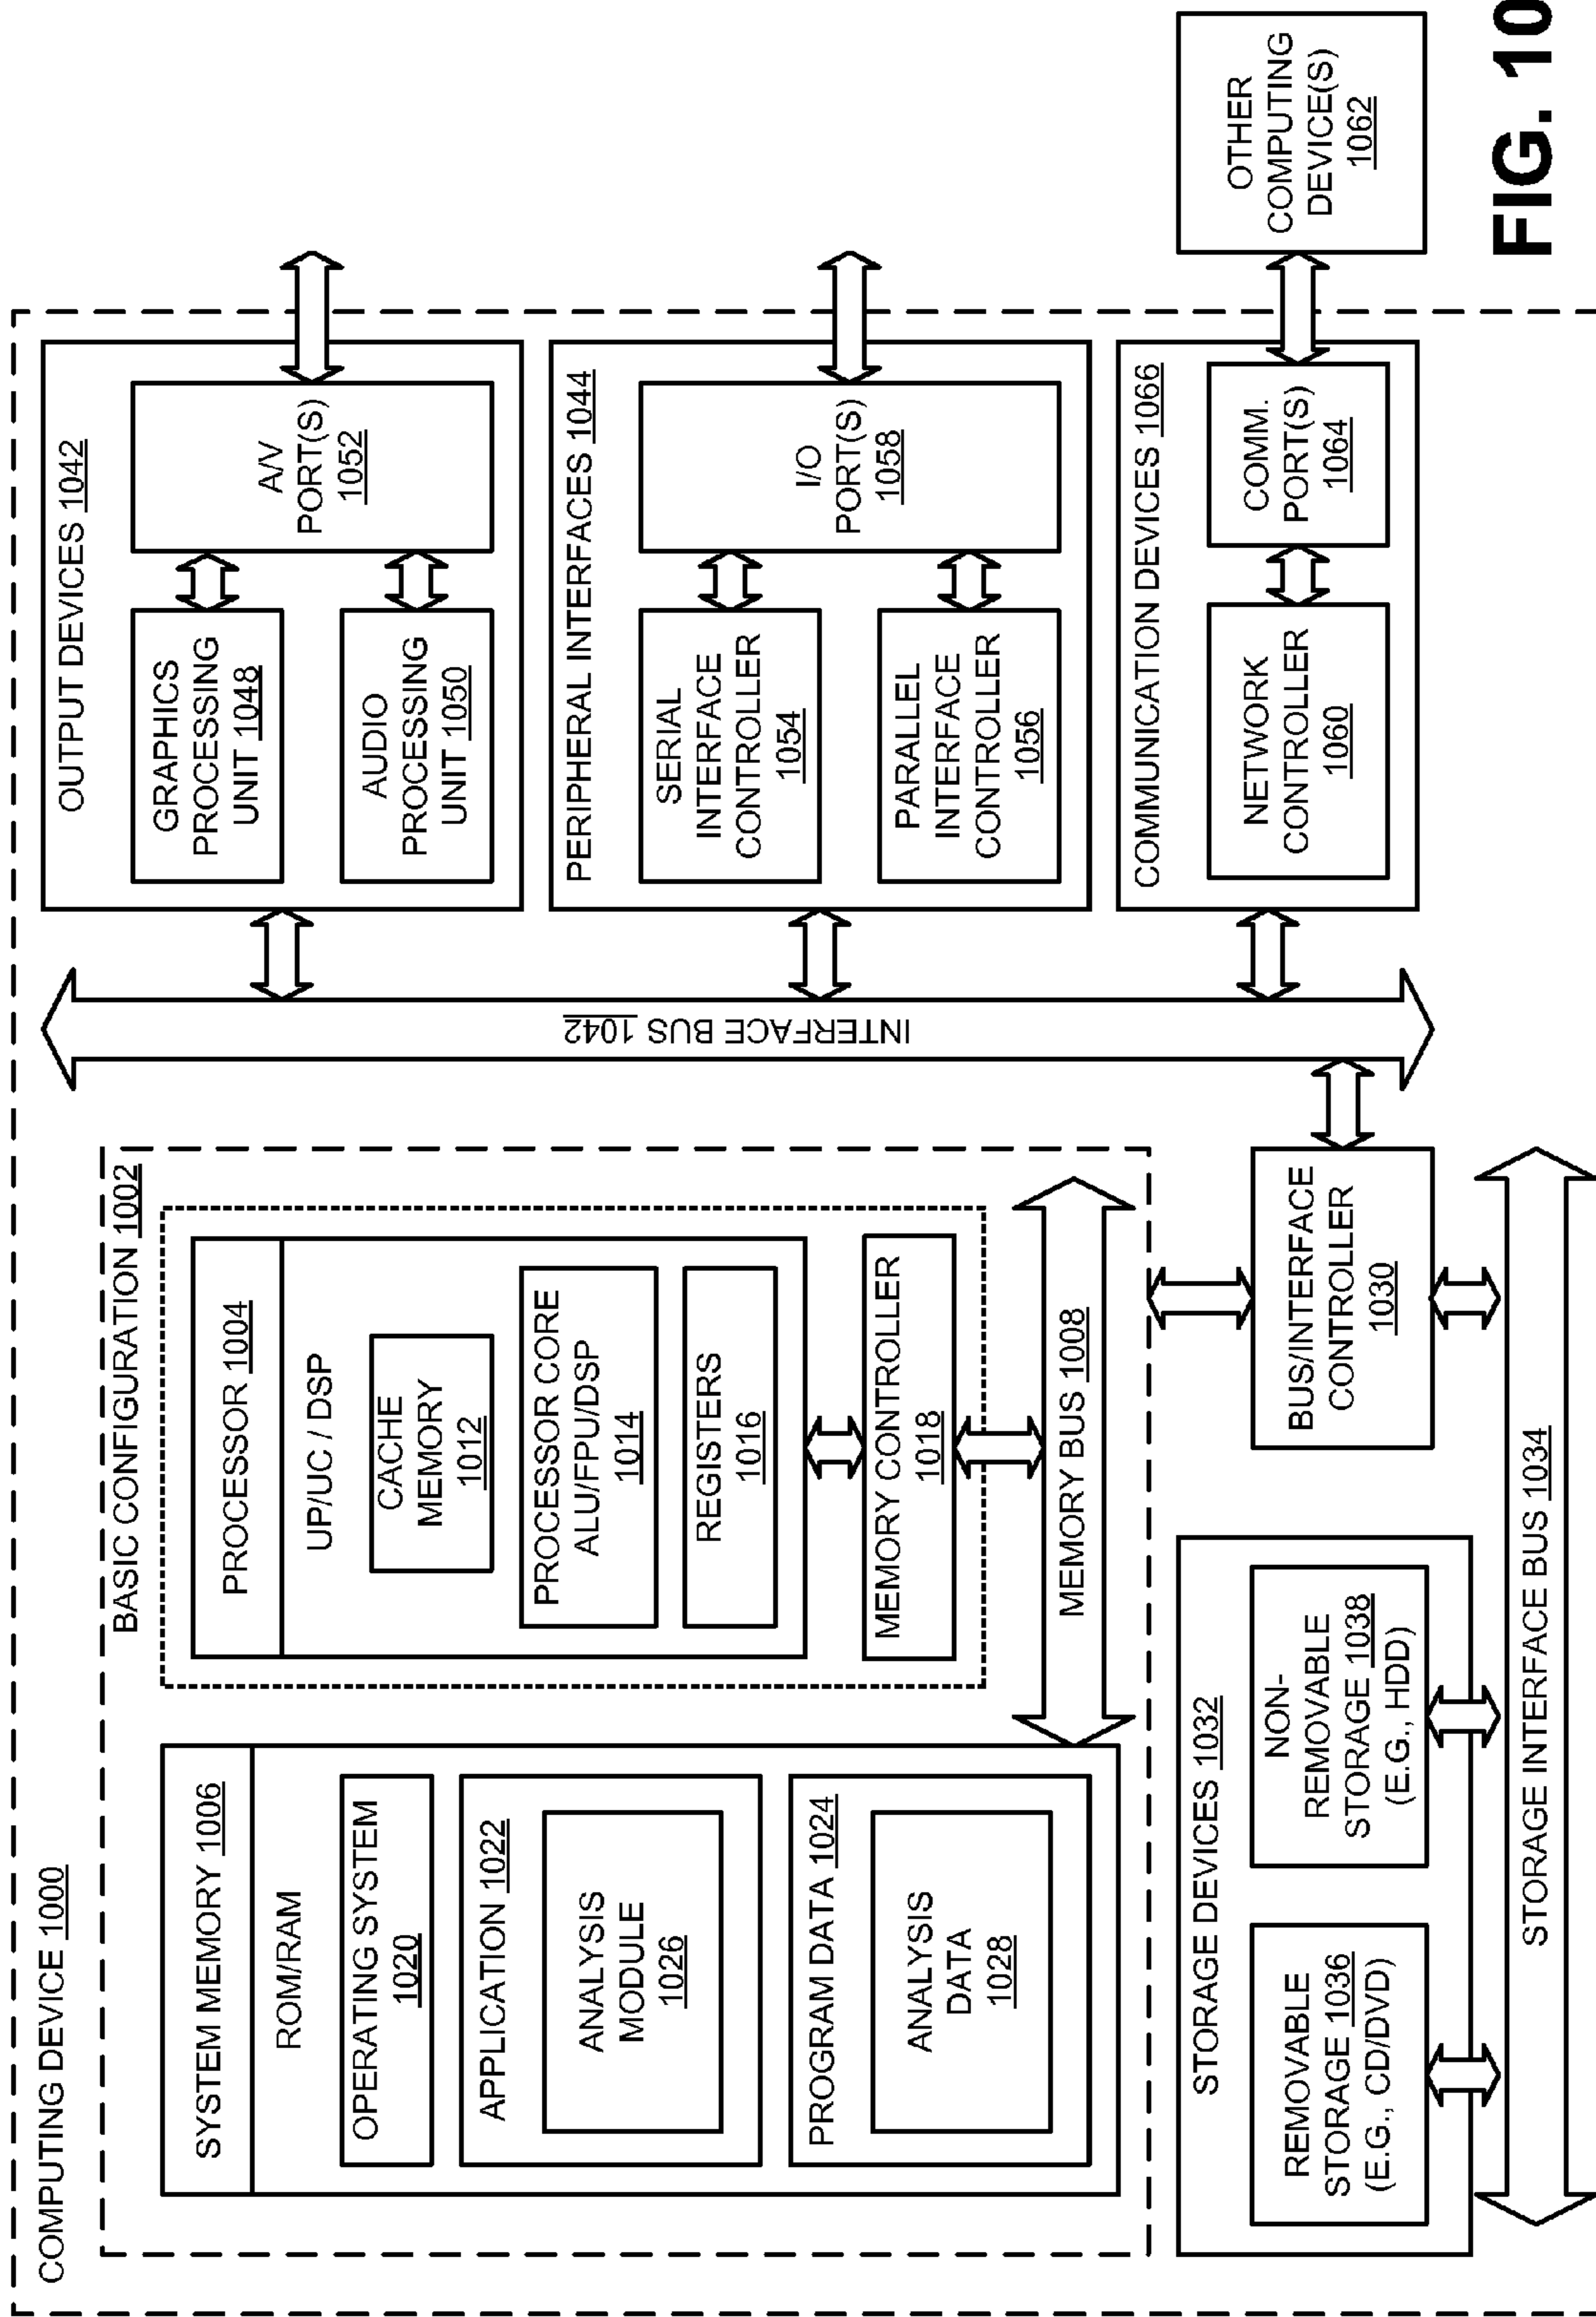 COMPUTING DEVICE 1000
BASIC CONFIGURATION 1002
SYSTEM MEMORY 1006
ROM/RAM
OPERATING SYSTEM
1020
APPLICATION 1022
ANALYSIS
MODULE
1026
PROGRAM DATA 1024
ANALYSIS
DATA
1028
PROCESSOR 1004
UP/UC / DSP
CACHE
MEMORY
1012
PROCESSOR CORE
ALU/FPU/DSP
1014
REGISTERS
1016
MEMORY CONTROLLER
1018
MEMORY BUS 1008
BUS/INTERFACE
CONTROLLER
1030
STORAGE DEVICES 1032
REMOVABLE
STORAGE 1036
(E.G., CD/DVD)
NON-
REMOVABLE
STORAGE 1038
(E.G., HDD)
STORAGE INTERFACE BUS 1034
INTERFACE BUS 1042
OUTPUT DEVICES 1042
GRAPHICS
PROCESSING
UNIT 1048
AUDIO
PROCESSING
UNIT 1050
A/V
PORT(S)
1052
PERIPHERAL INTERFACES 1044
SERIAL
INTERFACE
CONTROLLER
1054
PARALLEL
INTERFACE
CONTROLLER
1056
I/O
PORT(S)
1058
COMMUNICATION DEVICES 1066
NETWORK
CONTROLLER
1060
COMM.
PORT(S)
1064
OTHER
COMPUTING
DEVICE(S)
1062
FIG. 10